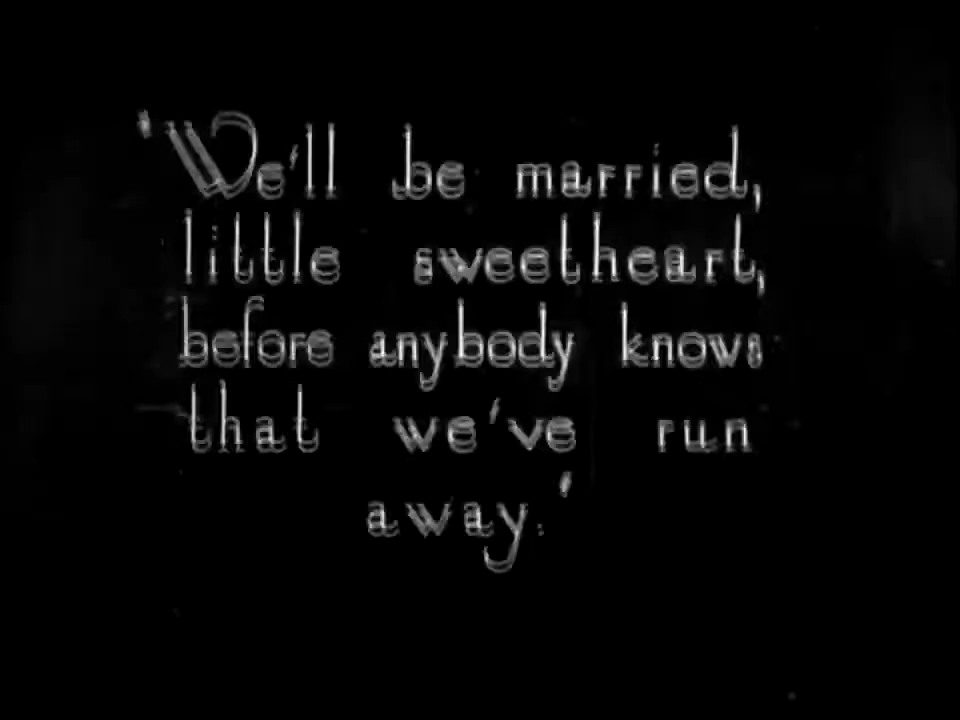 'We'll be married,
little sweetheart,
before anybody knows
that we've run
away.'